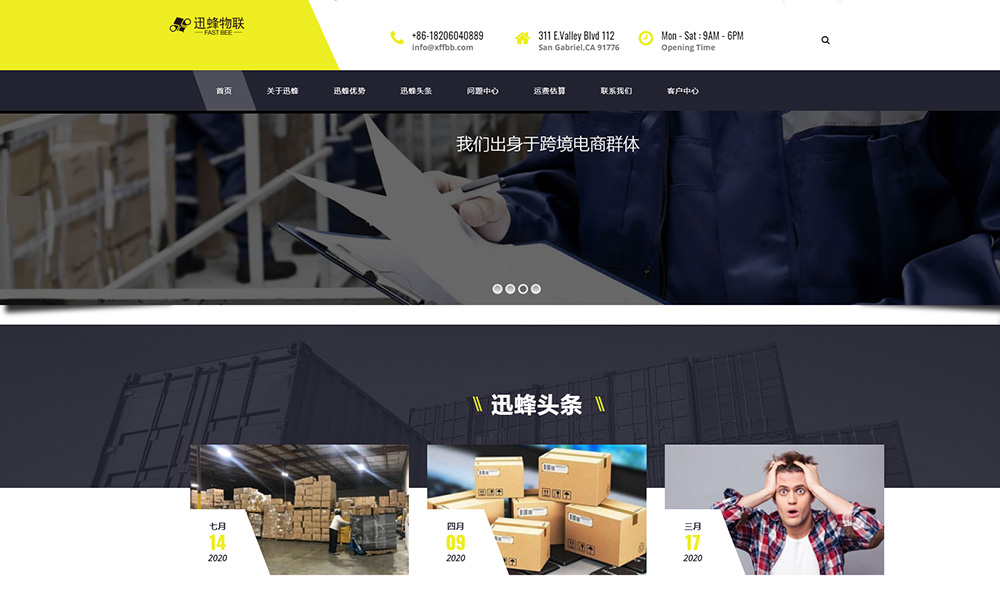 迅蜂物联
FAST BEE
+86-18206040889
info@xffbb.com
311 E.Valley Blvd 112
San Gabriel,CA 91776
Mon - Sat : 9AM - 6PM
Opening Time
首页 关于迅蜂 迅蜂优势 迅蜂头条 问题中心 运费估算 联系我们 客户中心
我们出身于跨境电商群体
\\ 迅蜂头条 \\
七月
14
2020
四月
09
2020
三月
17
2020